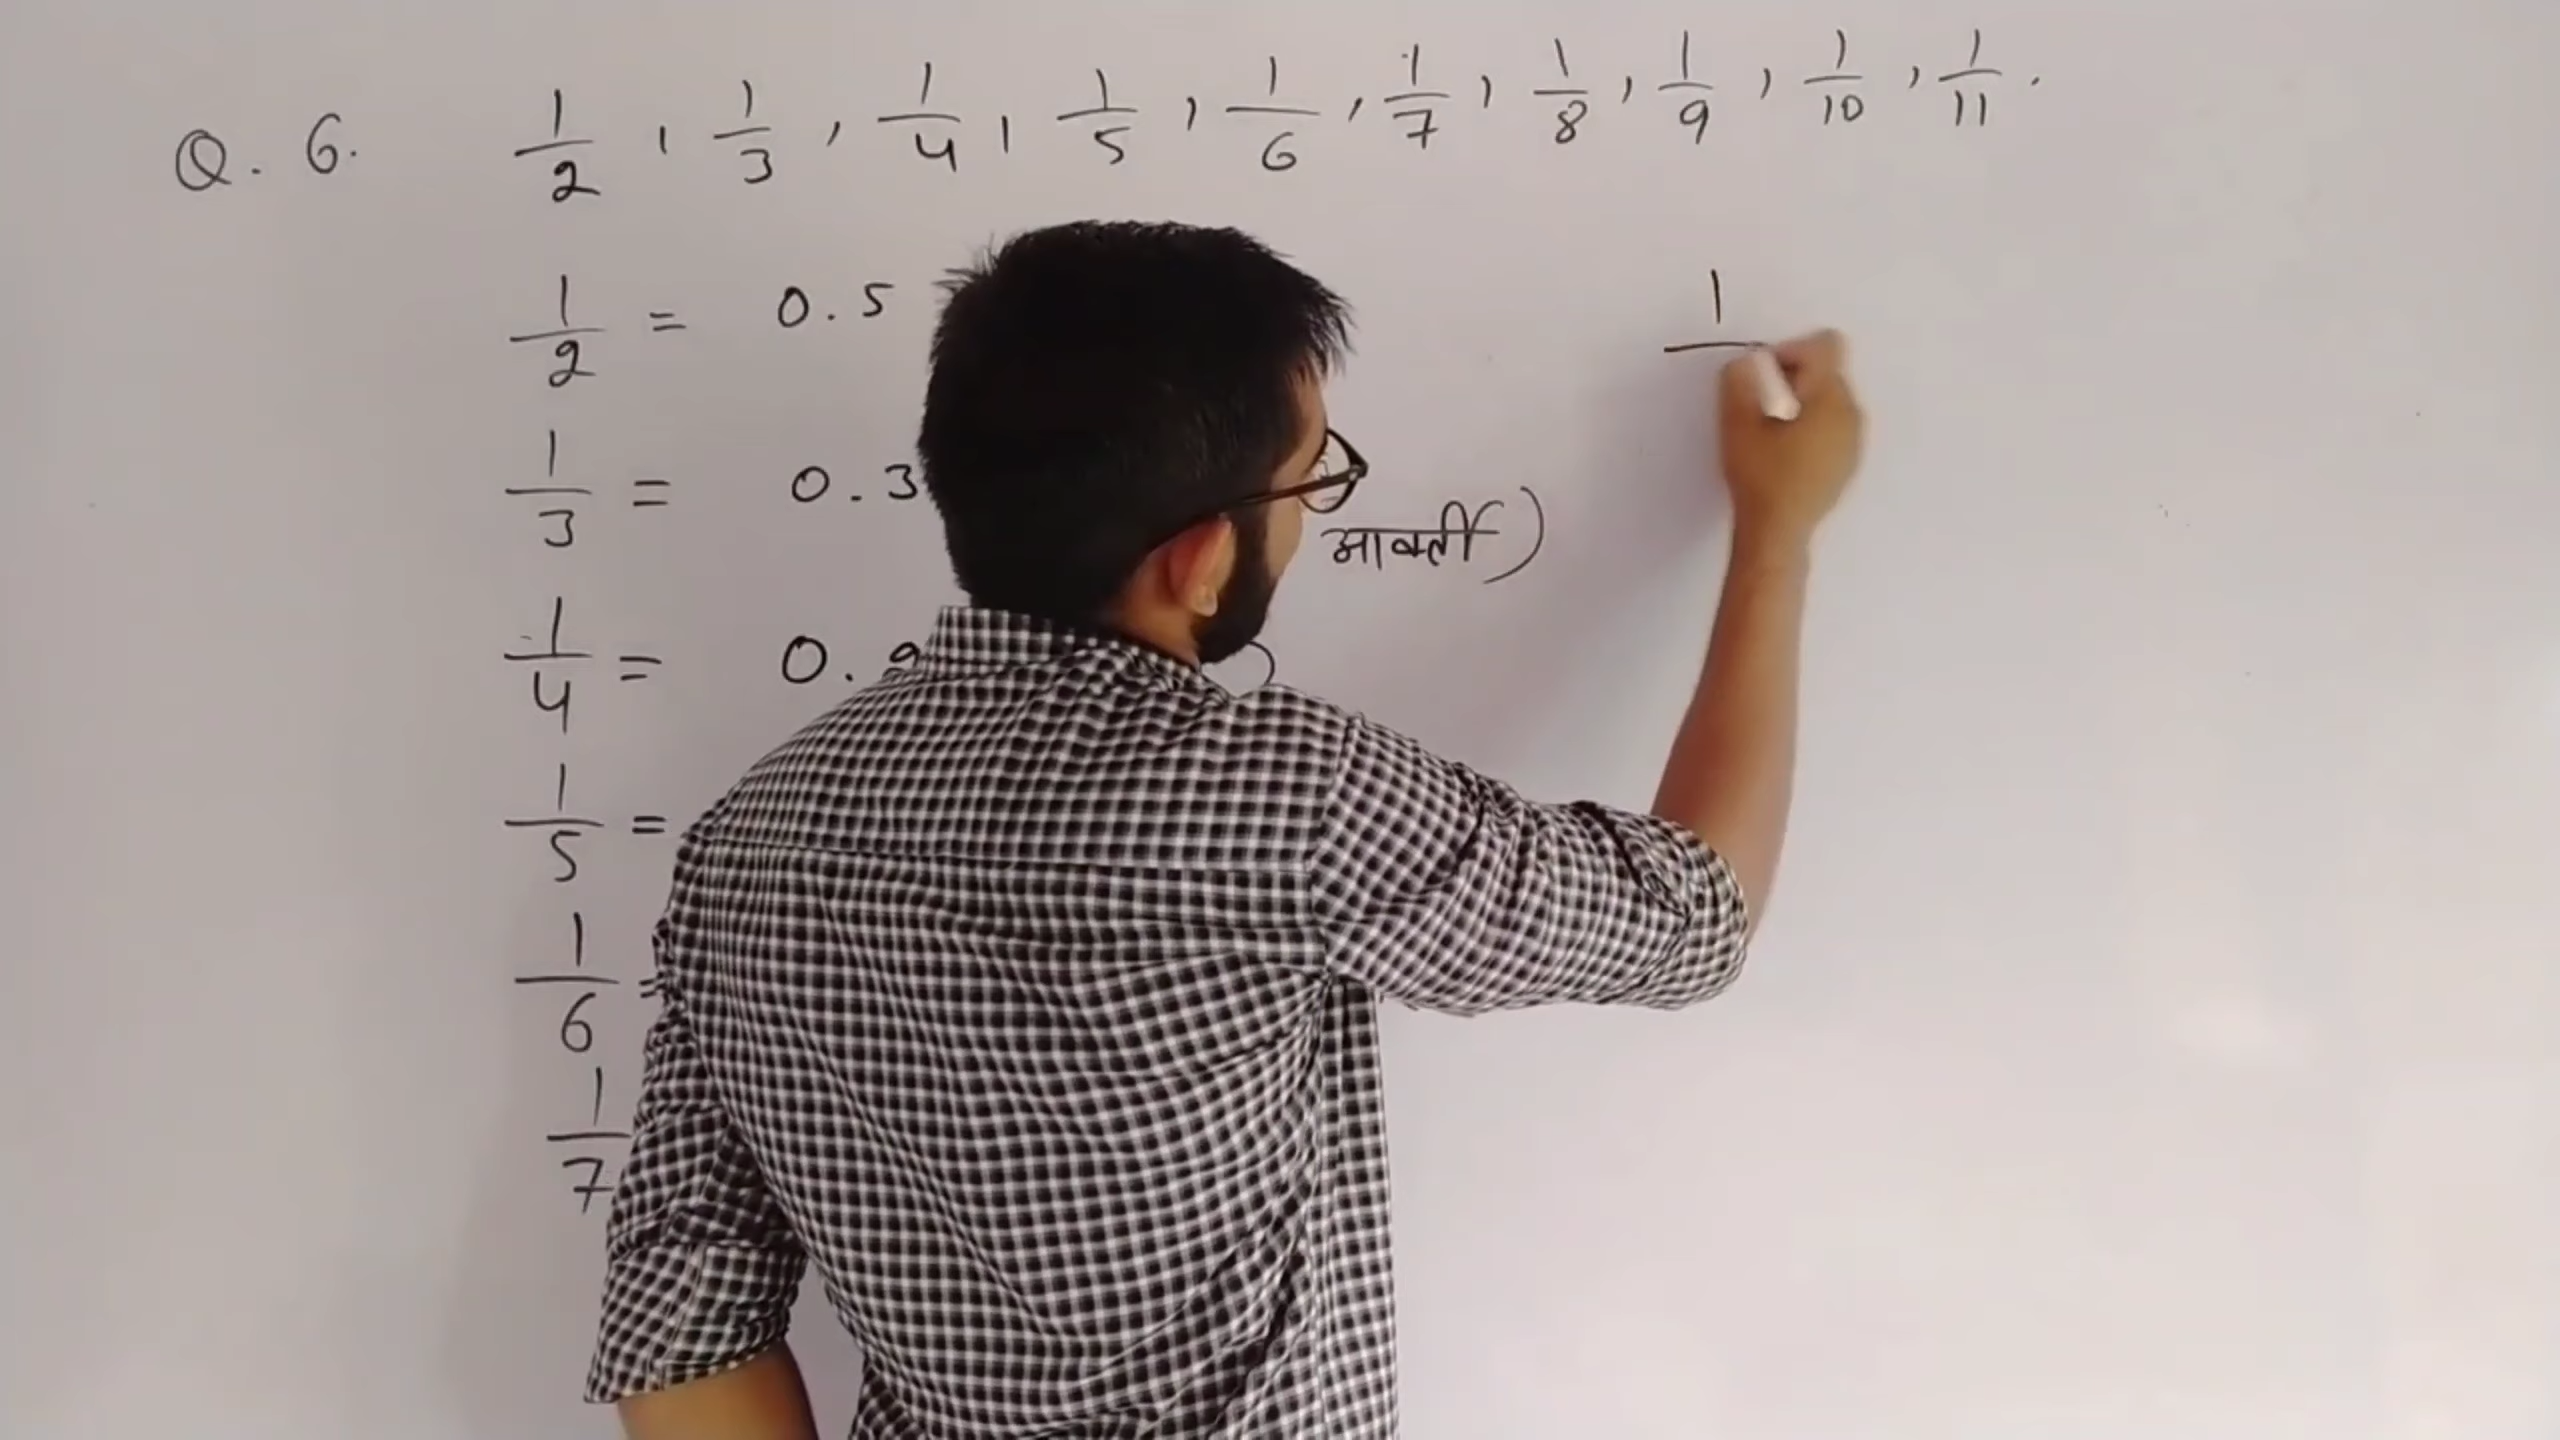 Q. 6. 1/2 , 1/3 , 1/4 , 1/5 , 1/6 , 1/7 , 1/8 , 1/9 , 1/10 , 1/11 .
1/2 = 0.5
1/3 = 0.3
आवर्ती)
1/4 = 0.
1/5 =
1/6 =
1/7
1